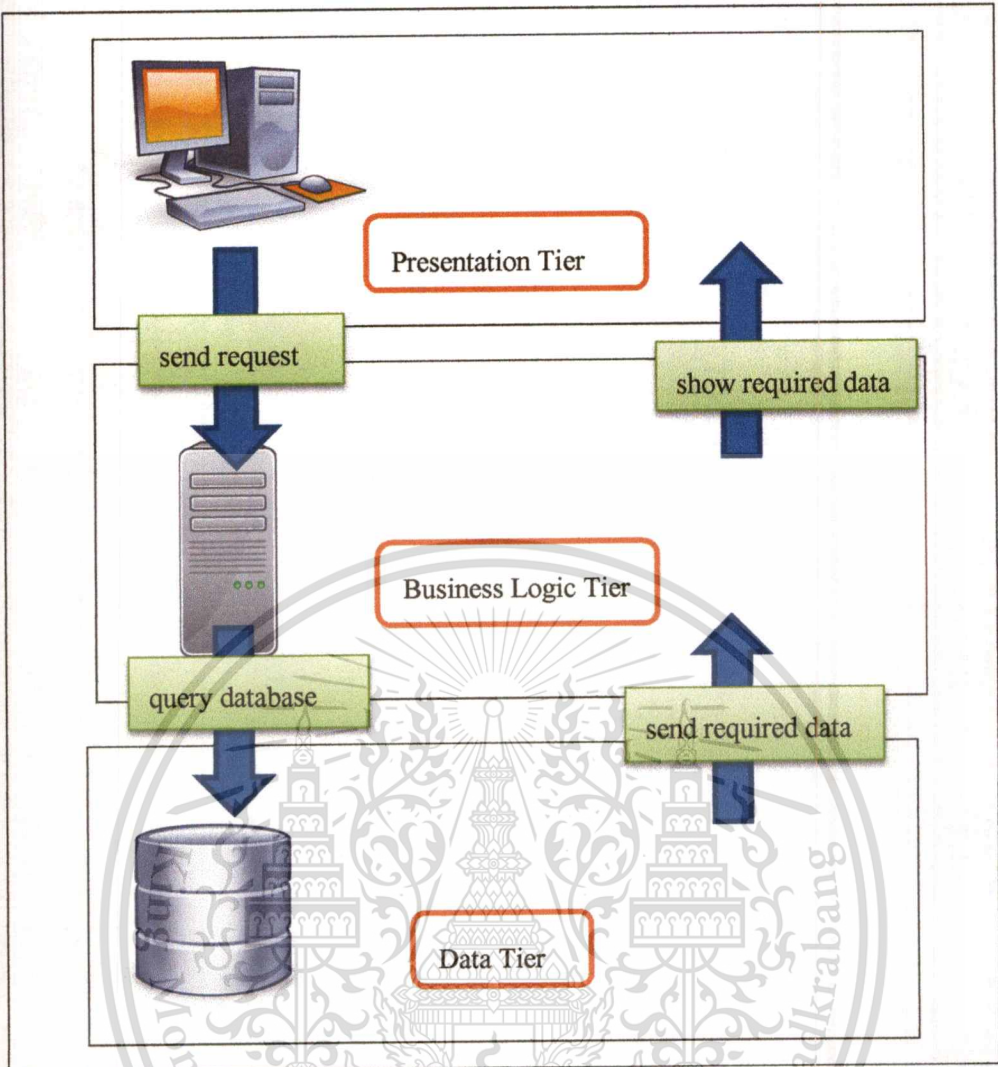 Presentation Tier
send request
show required data
Business Logic Tier
query database
send required data
Data Tier